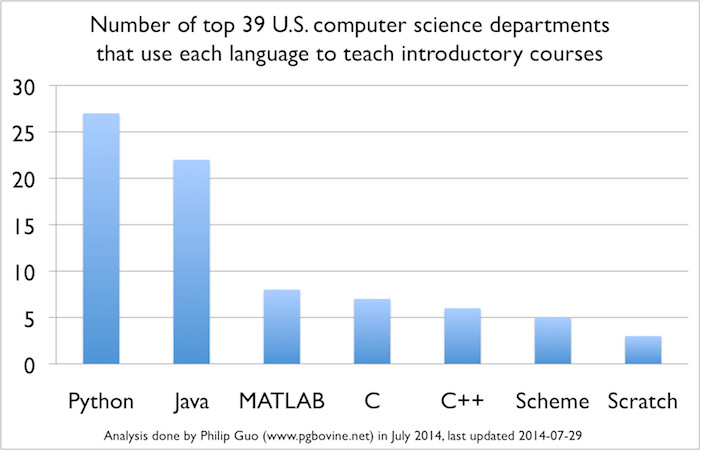 Number of top 39 U.S. computer science departments
that use each language to teach introductory courses
30
25
20
15
10
5
0
Python Java MATLAB C C++ Scheme Scratch
Analysis done by Philip Guo (www.pgbovine.net) in July 2014, last updated 2014-07-29